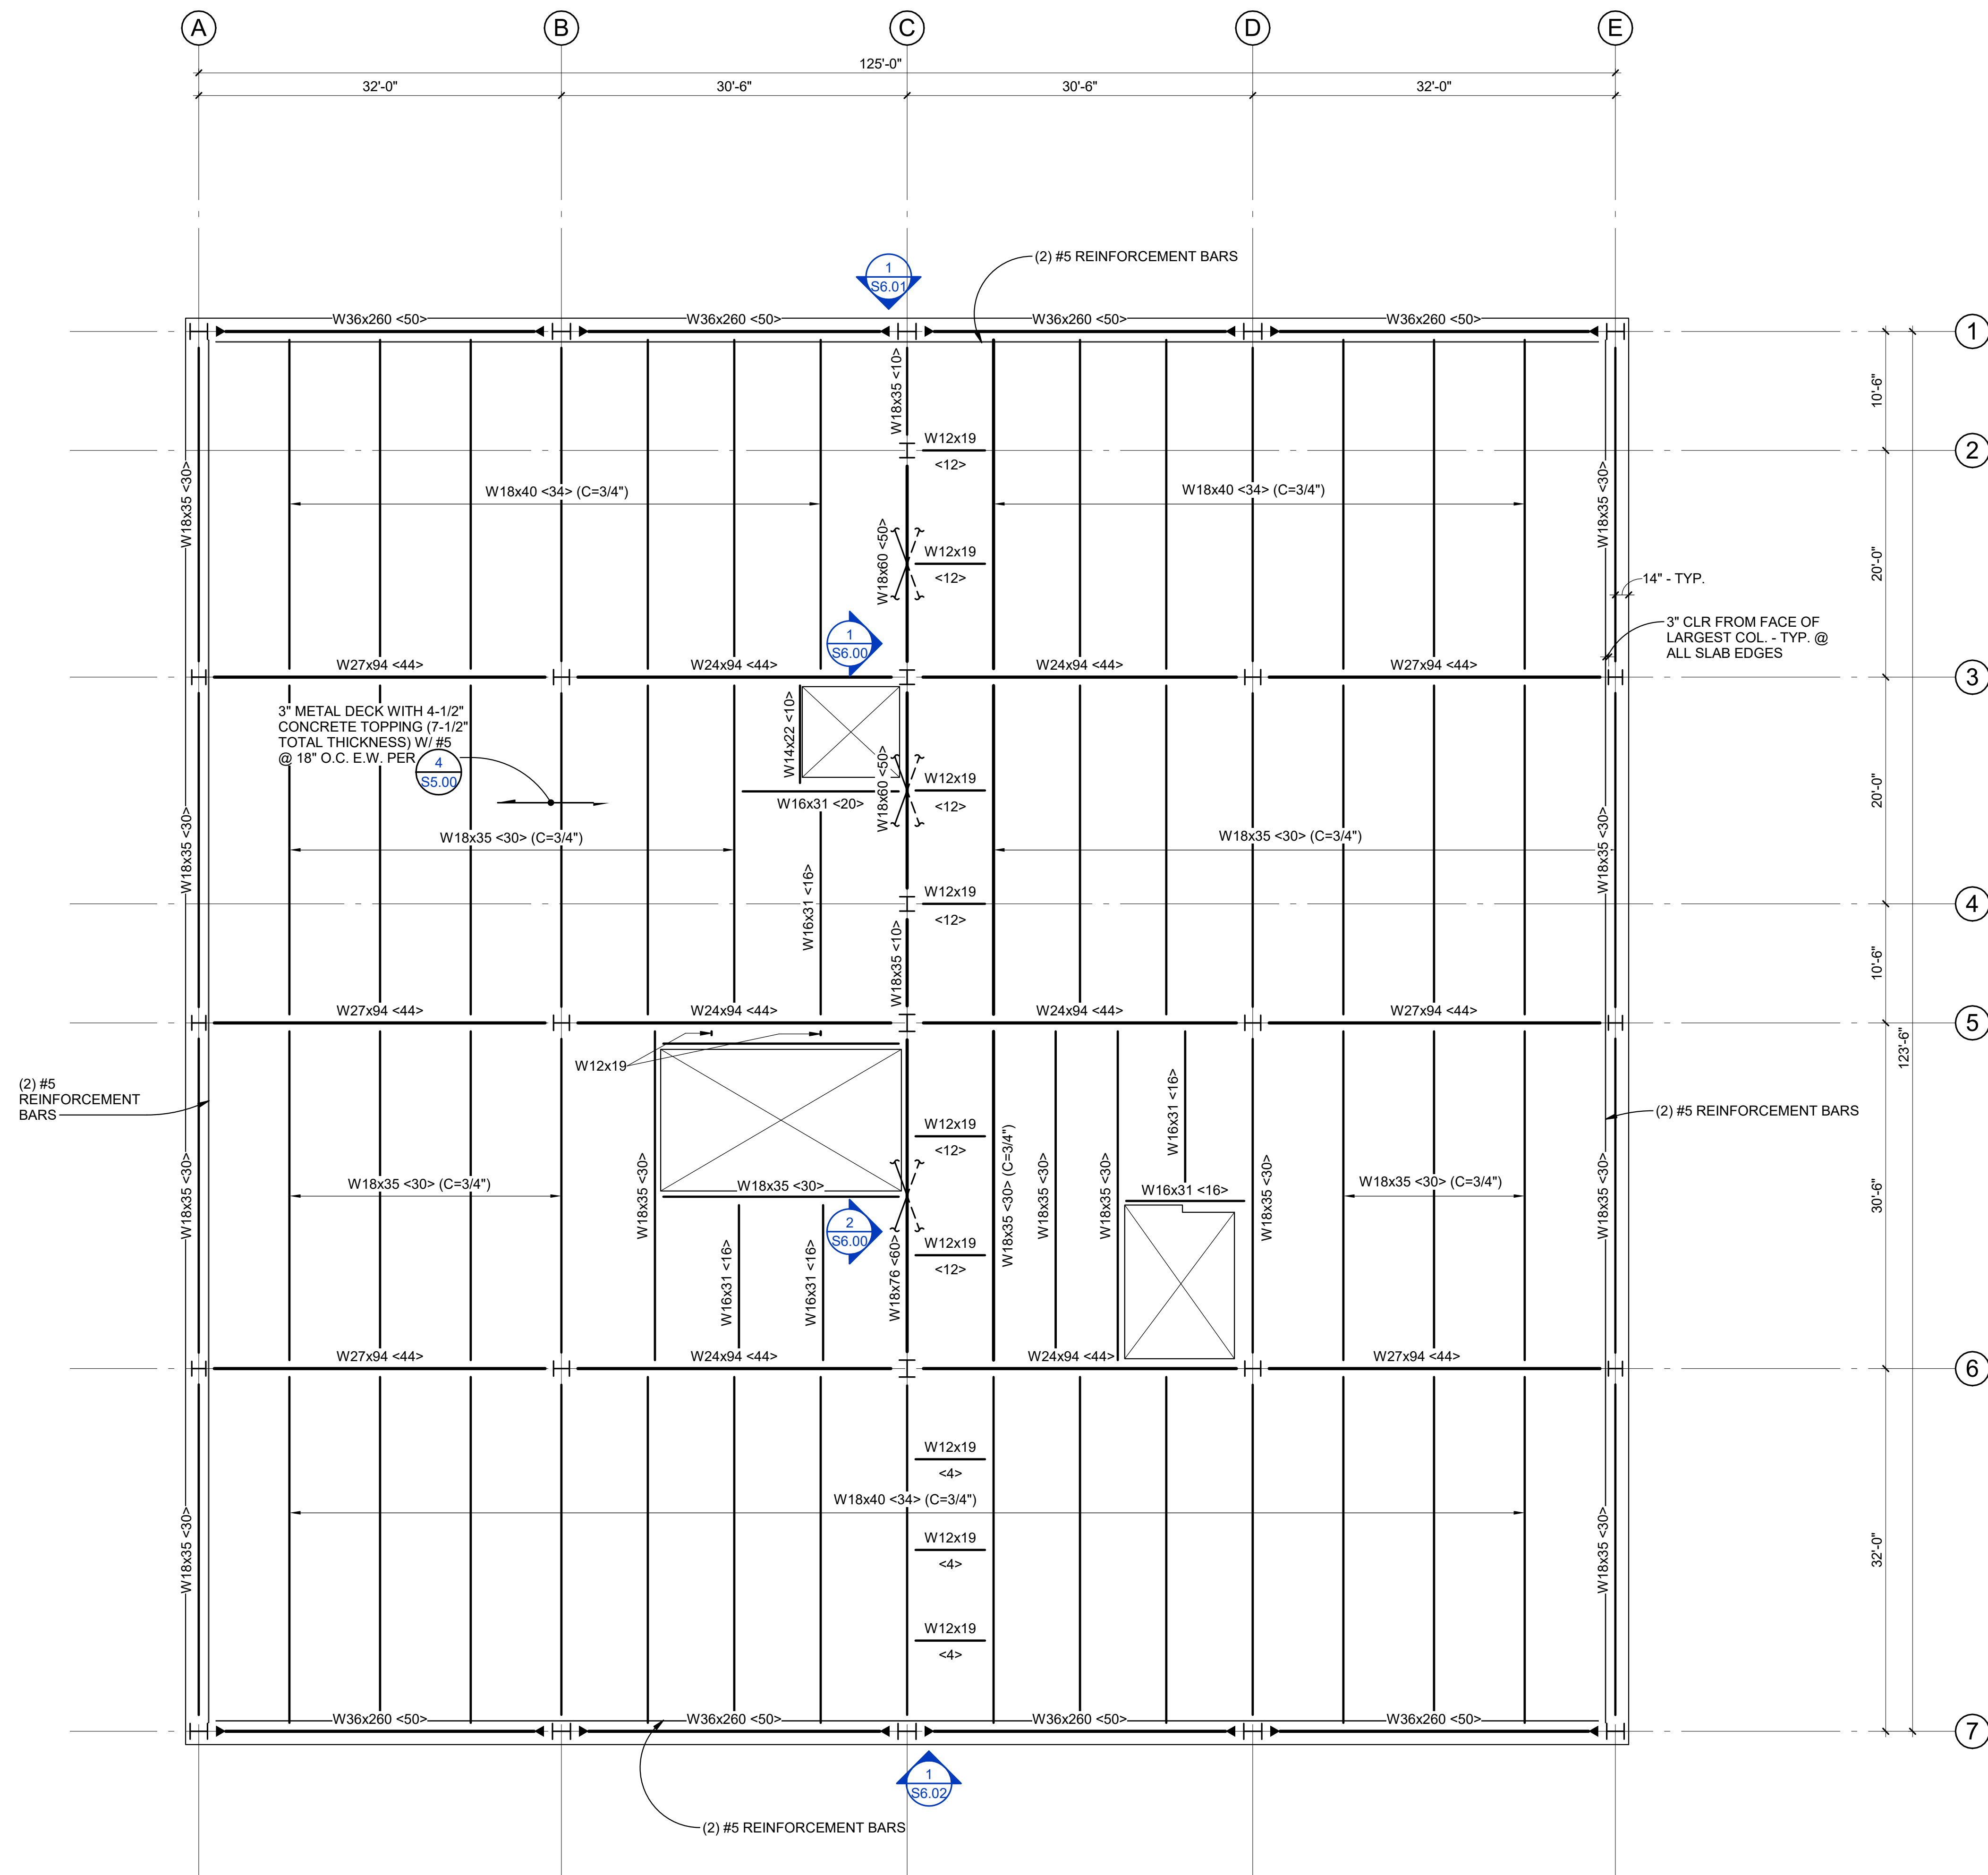 A
B
C
D
E
125'-0"
32'-0"
30'-6"
30'-6"
32'-0"
(2) #5 REINFORCEMENT BARS
1
S6.01
W36x260 <50>
W36x260 <50>
W36x260 <50>
W36x260 <50>
1
W18x35 <10>
10'-6"
W12x19
<12>
2
W18x35 <30>
W18x40 <34> (C=3/4")
W18x40 <34> (C=3/4")
W18x35 <30>
W18x60 <50>
W12x19
<12>
20'-0"
14" - TYP.
3" CLR FROM FACE OF
LARGEST COL. - TYP. @
ALL SLAB EDGES
1
S6.00
W27x94 <44>
W24x94 <44>
W24x94 <44>
W27x94 <44>
3
3" METAL DECK WITH 4-1/2"
CONCRETE TOPPING (7-1/2"
TOTAL THICKNESS) W/ #5
@ 18" O.C. E.W. PER
4
S5.00
W14x22 <10>
W16x31 <20>
W18x60 <50>
W12x19
<12>
20'-0"
W18x35 <30>
W18x35 <30> (C=3/4")
W18x35 <30> (C=3/4")
W18x35 <30>
W16x31 <16>
W12x19
<12>
4
W18x35 <10>
10'-6"
W27x94 <44>
W24x94 <44>
W24x94 <44>
W27x94 <44>
5
123'-6"
W12x19
(2) #5
REINFORCEMENT
BARS
(2) #5 REINFORCEMENT BARS
W12x19
<12>
W16x31 <16>
W18x35 <30>
W18x35 <30> (C=3/4")
W18x35 <30>
W18x35 <30>
W18x35 <30> (C=3/4")
W18x35 <30>
W18x35 <30>
W16x31 <16>
W18x35 <30>
W18x35 <30> (C=3/4")
W18x35 <30>
30'-6"
2
S6.00
W12x19
<12>
W16x31 <16>
W16x31 <16>
W18x76 <60>
W27x94 <44>
W24x94 <44>
W24x94 <44>
W27x94 <44>
6
W12x19
<4>
W18x40 <34> (C=3/4")
W18x35 <30>
W12x19
<4>
W18x35 <30>
32'-0"
W12x19
<4>
W36x260 <50>
W36x260 <50>
W36x260 <50>
W36x260 <50>
7
1
S6.02
(2) #5 REINFORCEMENT BARS